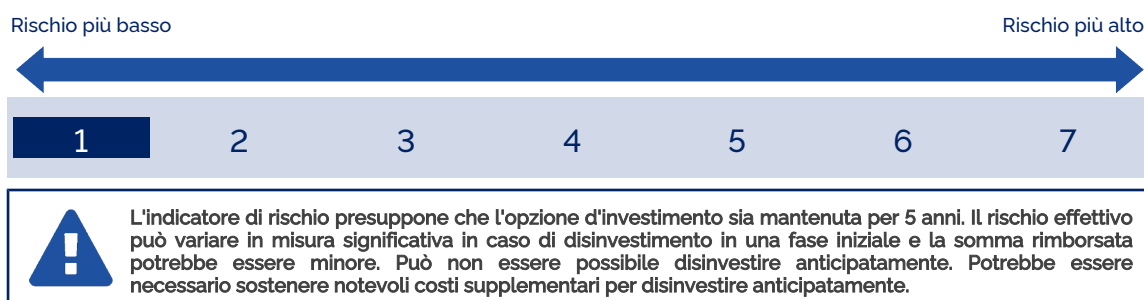 Rischio più basso Rischio più alto
1 2 3 4 5 6 7
L'indicatore di rischio presuppone che l'opzione d'investimento sia mantenuta per 5 anni. Il rischio effettivo
può variare in misura significativa in caso di disinvestimento in una fase iniziale e la somma rimborsata
potrebbe essere minore. Può non essere possibile disinvestire anticipatamente. Potrebbe essere
necessario sostenere notevoli costi supplementari per disinvestire anticipatamente.